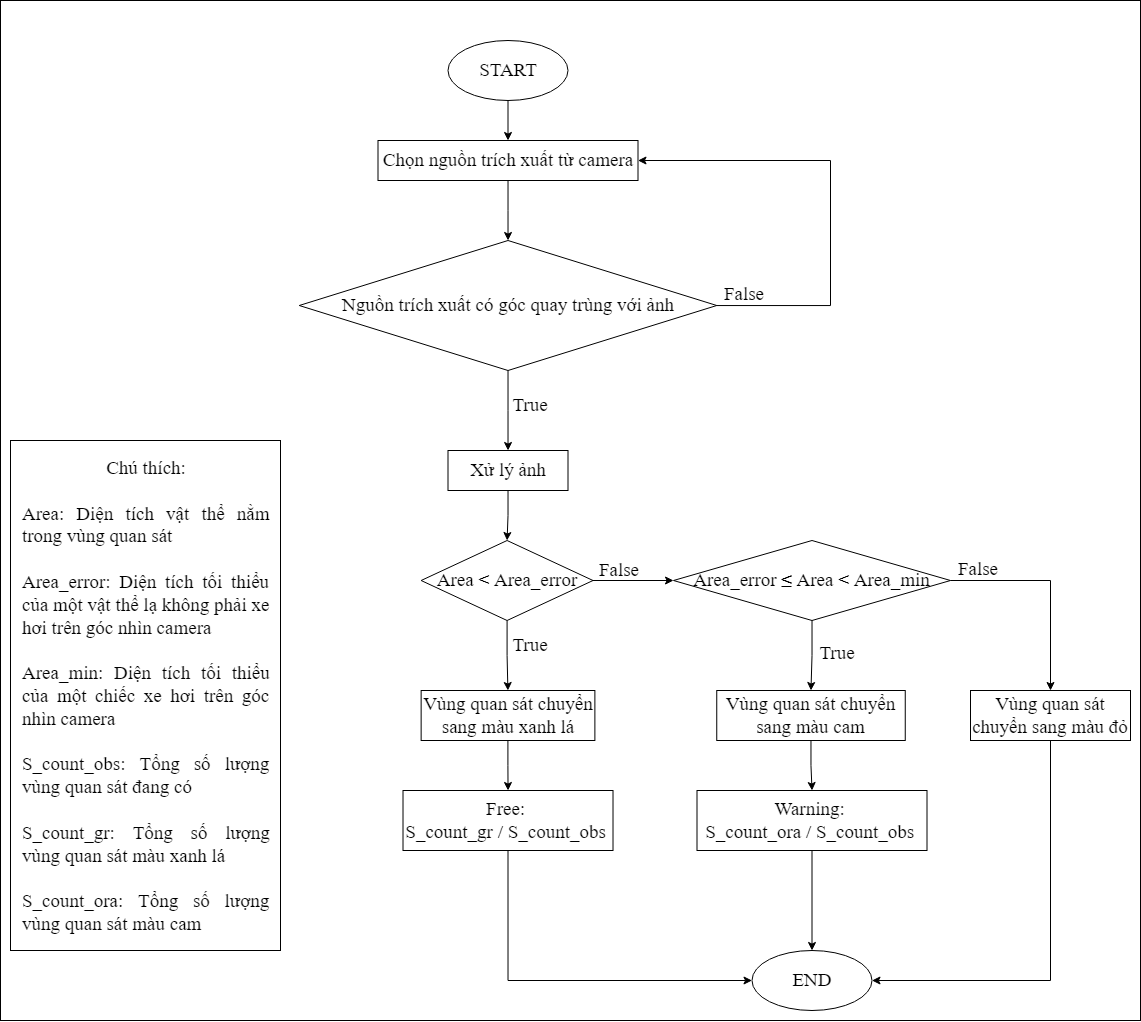 START
Chọn nguồn trích xuất từ camera
Nguồn trích xuất có góc quay trùng với ảnh
False
True
Xử lý ảnh
Area < Area_error
False
Area_error ≤ Area < Area_min
False
True
True
Vùng quan sát chuyển
sang màu xanh lá
Vùng quan sát chuyển
sang màu cam
Vùng quan sát
chuyển sang màu đỏ
Free:
S_count_gr / S_count_obs
Warning:
S_count_ora / S_count_obs
END
Chú thích:
Area: Diện tích vật thể nằm
trong vùng quan sát
Area_error: Diện tích tối thiểu
của một vật thể lạ không phải xe
hơi trên góc nhìn camera
Area_min: Diện tích tối thiểu
của một chiếc xe hơi trên góc
nhìn camera
S_count_obs: Tổng số lượng
vùng quan sát đang có
S_count_gr: Tổng số lượng
vùng quan sát màu xanh lá
S_count_ora: Tổng số lượng
vùng quan sát màu cam